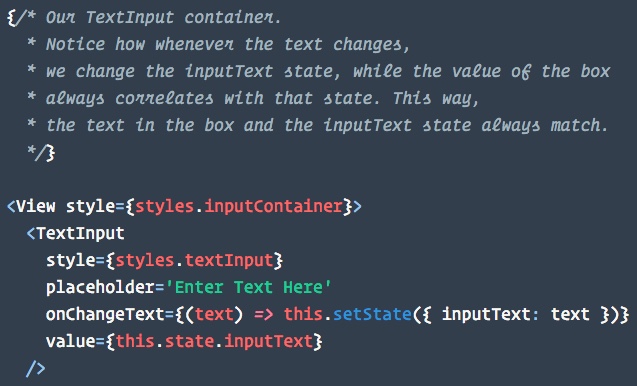 {/* Our TextInput container.
* Notice how whenever the text changes,
* we change the inputText state, while the value of the box
* always correlates with that state. This way,
* the text in the box and the inputText state always match.
*/}
<View style={styles.inputContainer}>
<TextInput
style={styles.textInput}
placeholder='Enter Text Here'
onChangeText={(text) => this.setState({ inputText: text })}
value={this.state.inputText}
/>